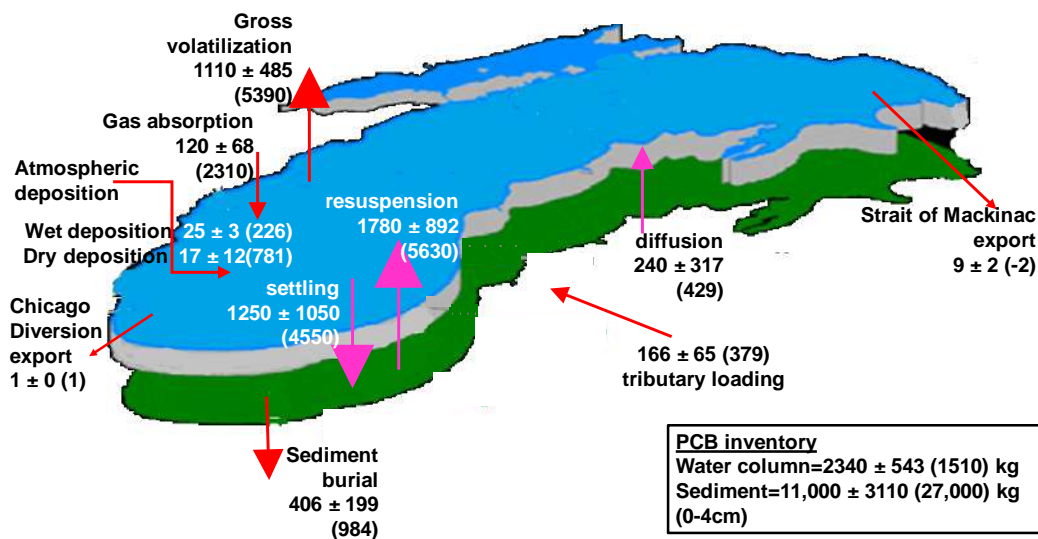 Gross
volatilization
1110 ± 485
(5390)
Gas absorption
120 ± 68
(2310)
Atmospheric
deposition
Wet deposition 25 ± 3 (226)
Dry deposition 17 ± 12(781)
resuspension
1780 ± 892
(5630)
settling
1250 ± 1050
(4550)
Chicago
Diversion
export
1 ± 0 (1)
diffusion
240 ± 317
(429)
Strait of Mackinac
export
9 ± 2 (-2)
166 ± 65 (379)
tributary loading
Sediment
burial
406 ± 199
(984)
PCB inventory
Water column=2340 ± 543 (1510) kg
Sediment=11,000 ± 3110 (27,000) kg
(0-4cm)